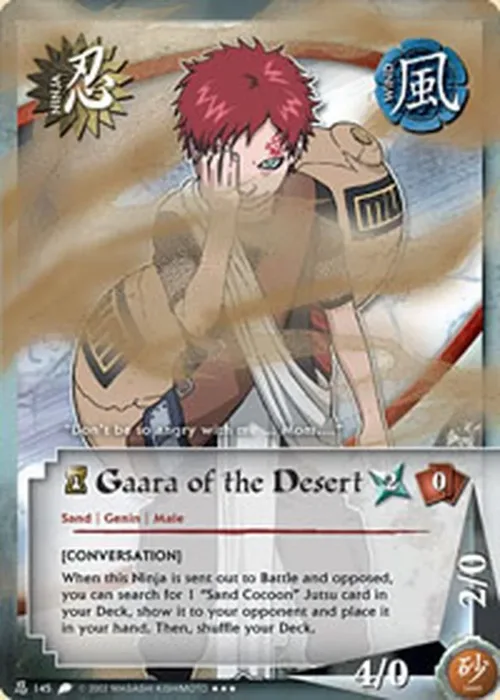 NINJA
忍
WIND
風
"Don't be so angry with me... Mom...."
1 Gaara of the Desert 2 0
Sand | Genin | Male
[CONVERSATION]
When this Ninja is sent out to Battle and opposed,
you can search for 1 "Sand Cocoon" Jutsu card in
your Deck, show it to your opponent and place it
in your hand. Then, shuffle your Deck.
2/0
4/0
砂
145 © 2002 MASASHI KISHIMOTO